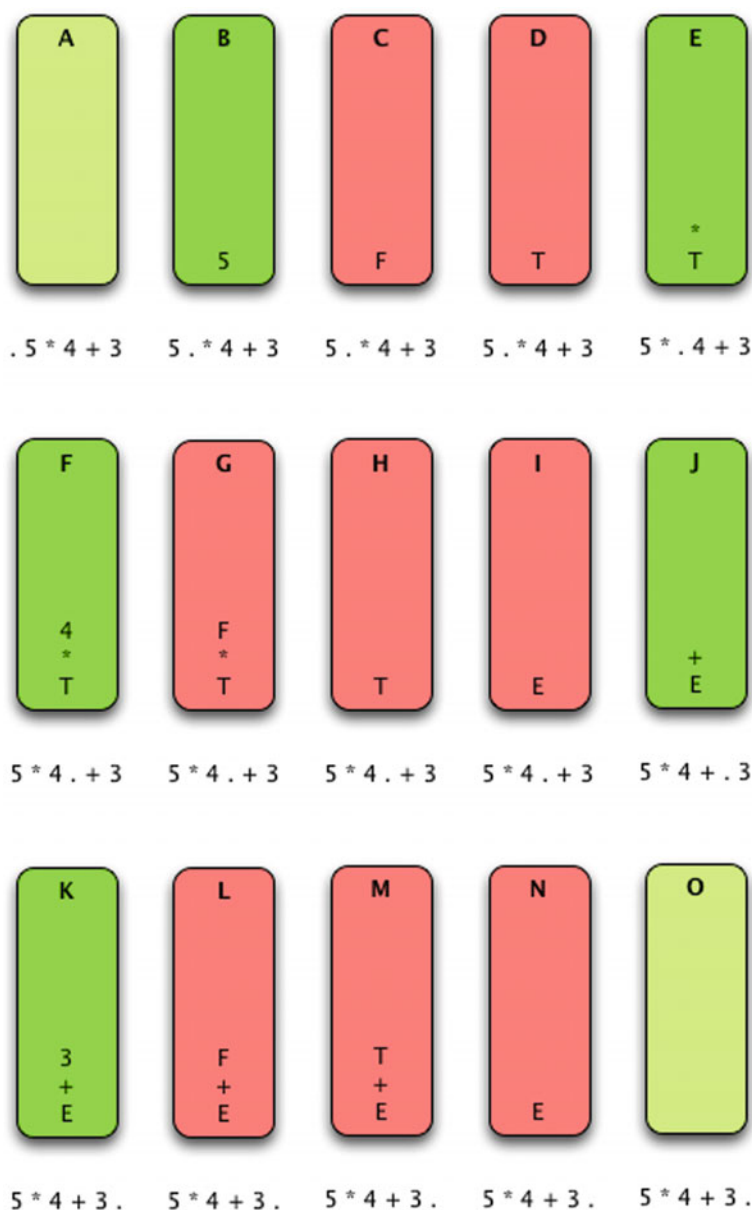 A B C D E
*
5 F T T
. 5 * 4 + 3 5 . * 4 + 3 5 . * 4 + 3 5 . * 4 + 3 5 * . 4 + 3
F G H I J
4 F
* * +
T T T E E
5 * 4 . + 3 5 * 4 . + 3 5 * 4 . + 3 5 * 4 . + 3 5 * 4 + . 3
K L M N O
3 F T
+ + +
E E E E
5 * 4 + 3 . 5 * 4 + 3 . 5 * 4 + 3 . 5 * 4 + 3 . 5 * 4 + 3 .